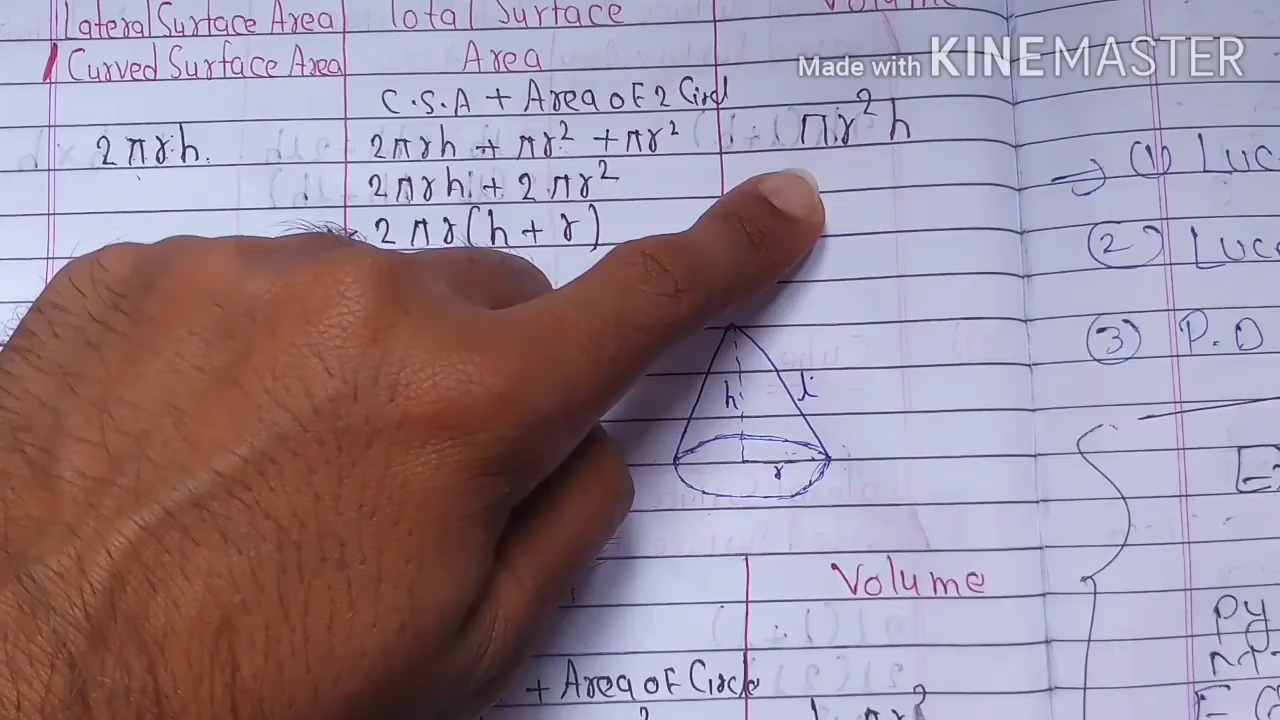 Lateral Surface Area Total Surface Volume
/ Curved Surface Area Area
Made with KINEMASTER
C.S.A + Area of 2 Circl
2πrh. 2πrh + πr² + πr² πr²h
2πrh + 2πr²
2πr(h + r)
⇒ (1) Luc
(2) Luc
(3) P.O
h l
r
Volume
+ Area of Circle